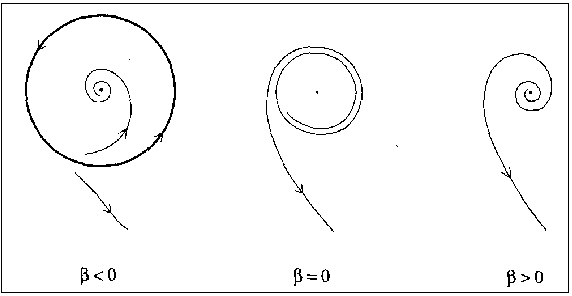 β < 0
β = 0
β > 0